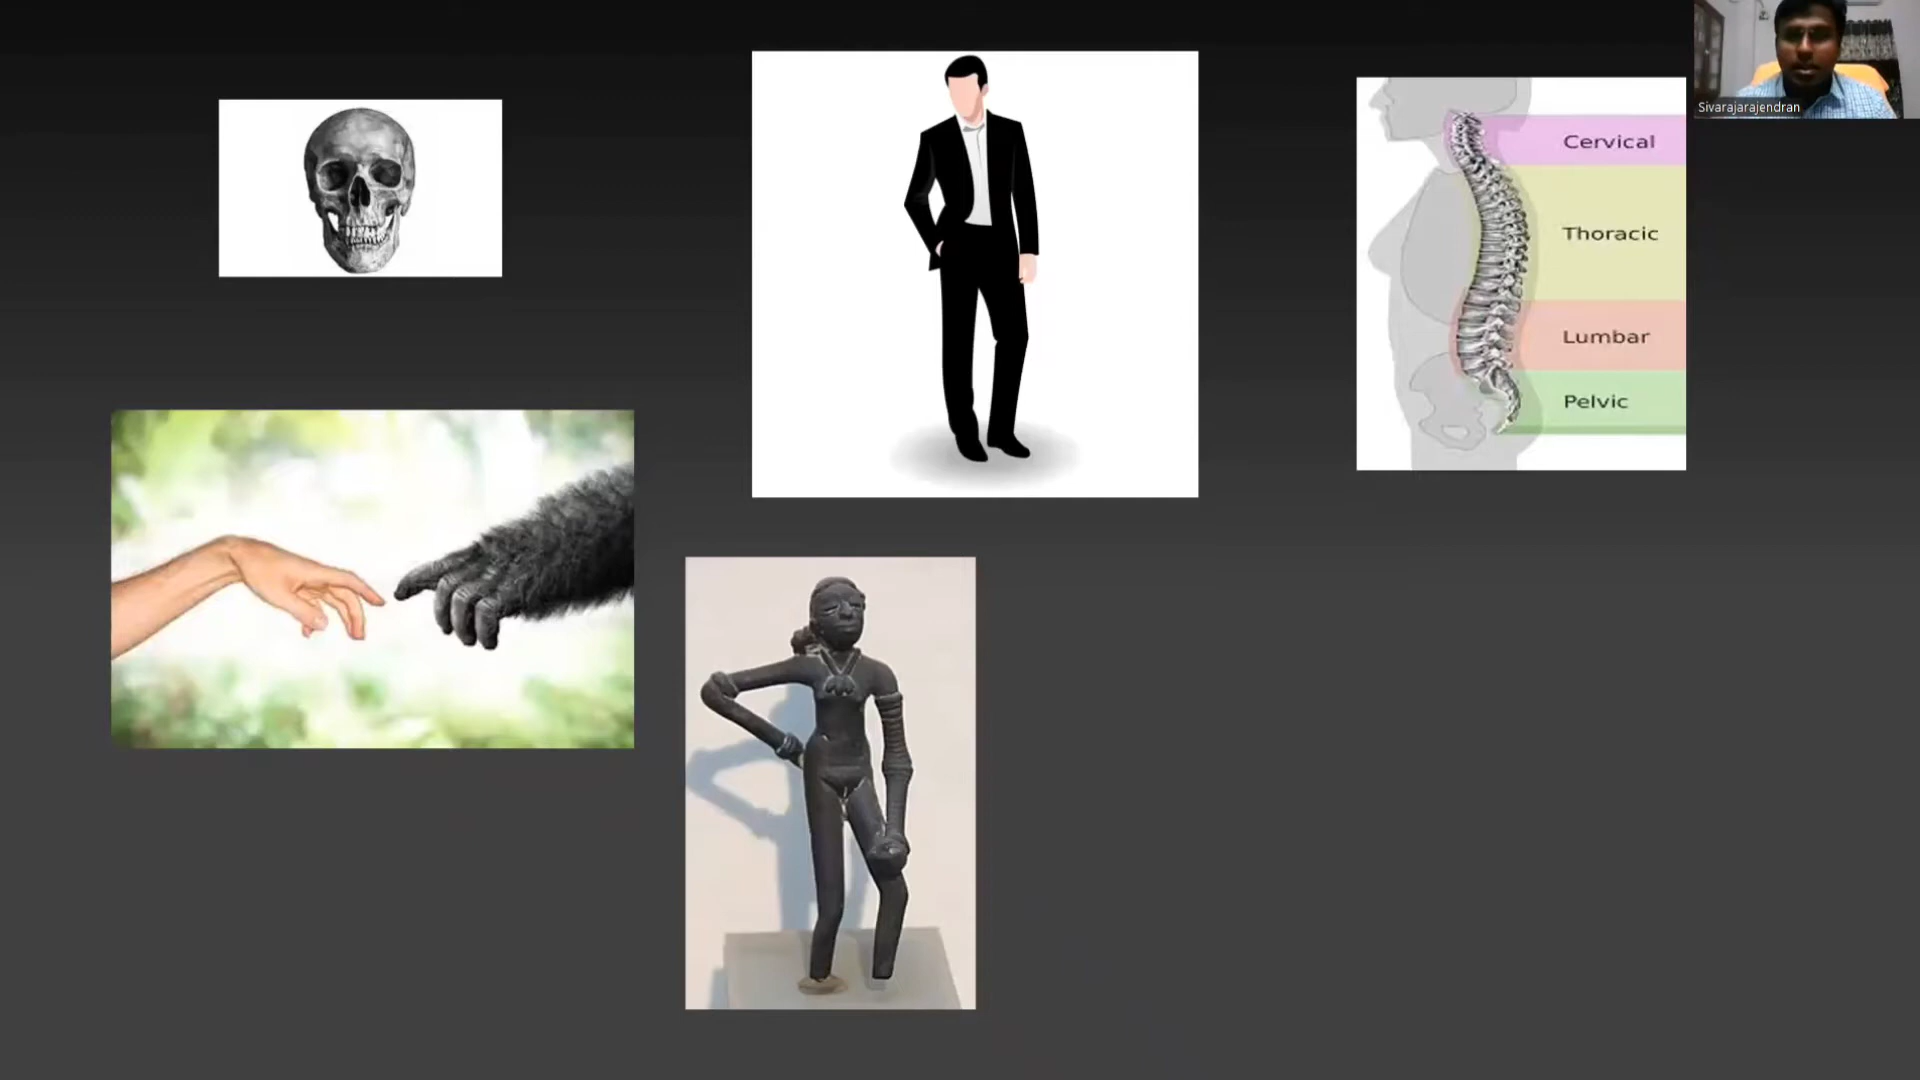 Sivarajarajendran
Cervical
Thoracic
Lumbar
Pelvic